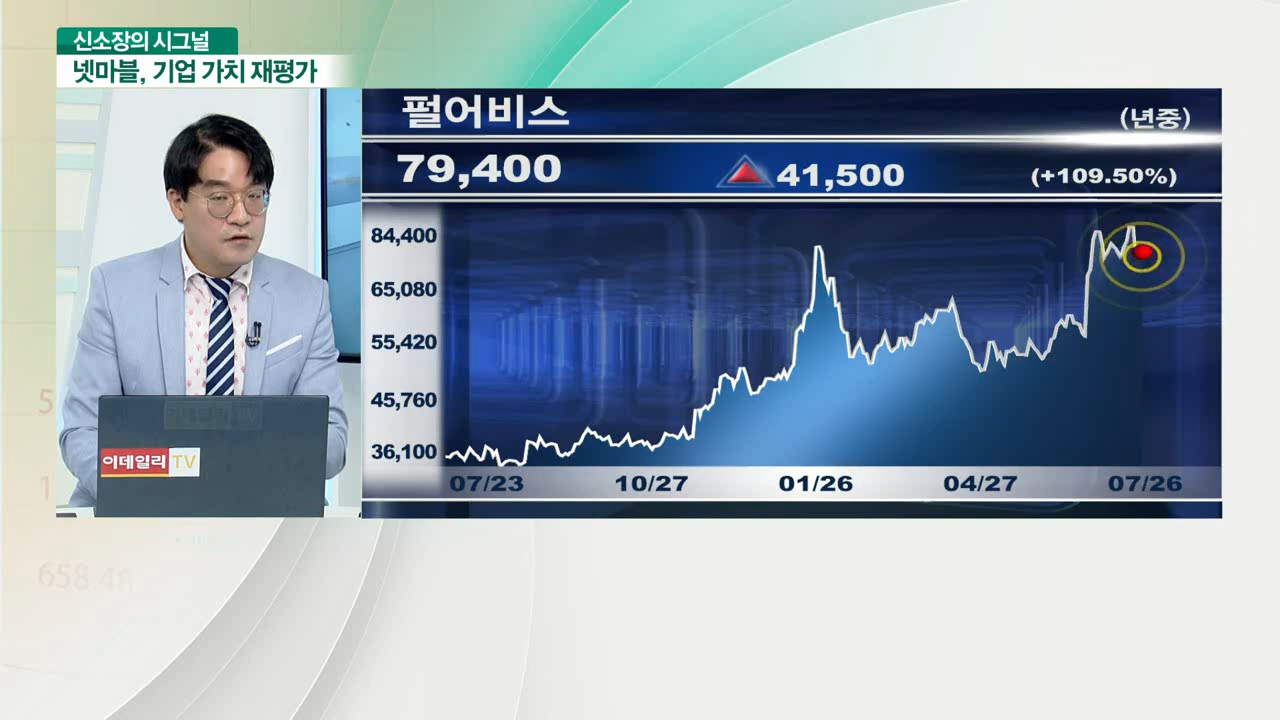 신소장의 시그널
넷마블, 기업 가치 재평가
펄어비스
(년중)
79,400 41,500 (+109.50%)
84,400
65,080
55,420
45,760
36,100
07/23 10/27 01/26 04/27 07/26
이데일리TV
658.48